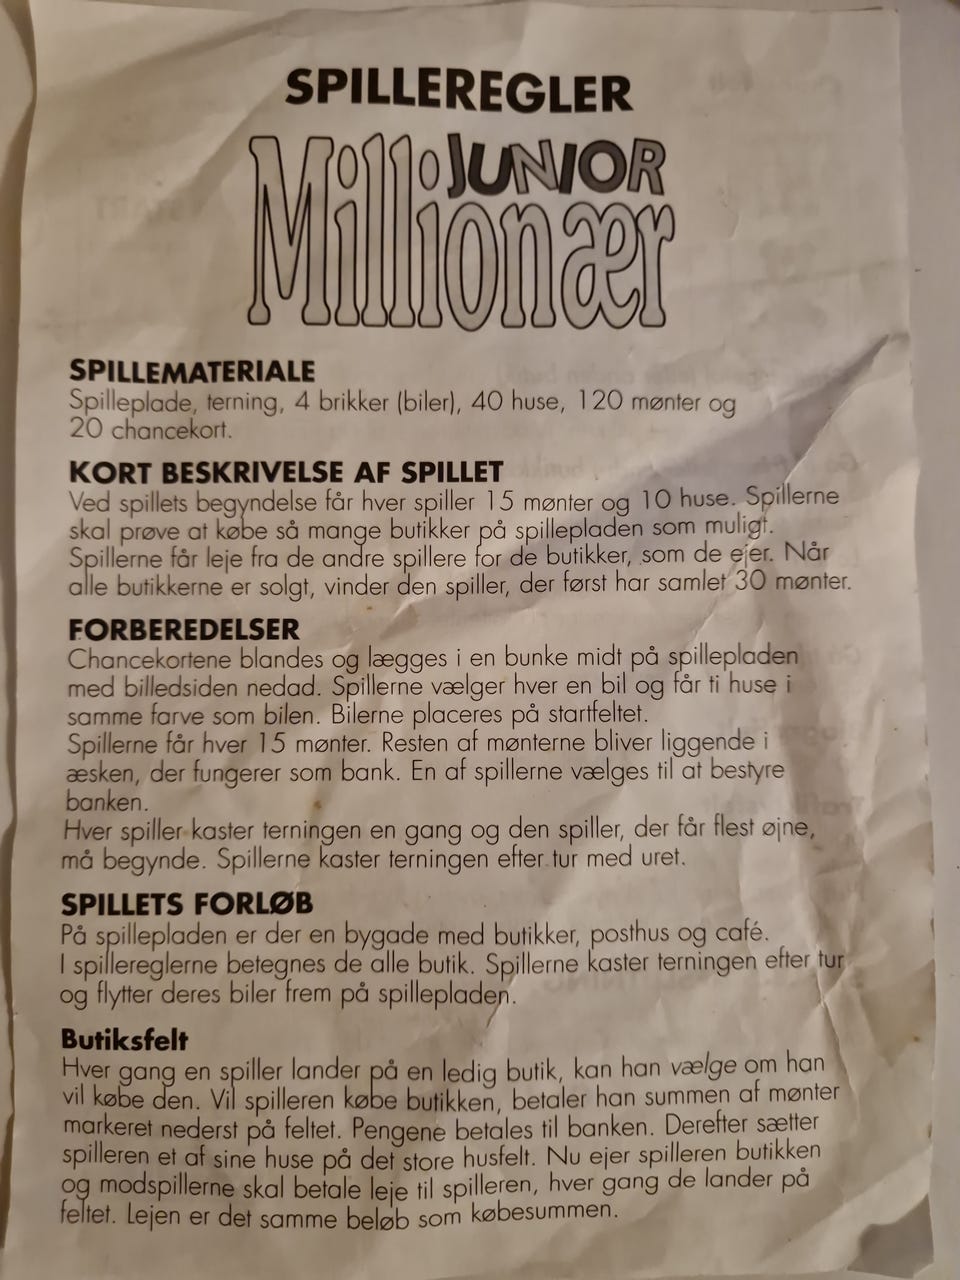 SPILLEREGLER
JUNIOR
Millionær
SPILLEMATERIALE
Spilleplade, terning, 4 brikker (biler), 40 huse, 120 mønter og
20 chancekort.
KORT BESKRIVELSE AF SPILLET
Ved spillets begyndelse får hver spiller 15 mønter og 10 huse. Spillerne
skal prøve at købe så mange butikker på spillepladen som muligt.
Spillerne får leje fra de andre spillere for de butikker, som de ejer. Når
alle butikkerne er solgt, vinder den spiller, der først har samlet 30 mønter.
FORBEREDELSER
Chancekortene blandes og lægges i en bunke midt på spillepladen
med billedsiden nedad. Spillerne vælger hver en bil og får ti huse i
samme farve som bilen. Bilerne placeres på startfeltet.
Spillerne får hver 15 mønter. Resten af mønterne bliver liggende i
æsken, der fungerer som bank. En af spillerne vælges til at bestyre
banken.
Hver spiller kaster terningen en gang og den spiller, der får flest øjne,
må begynde. Spillerne kaster terningen efter tur med uret.
SPILLETS FORLØB
På spillepladen er der en bygade med butikker, posthus og café.
I spillereglerne betegnes de alle butik. Spillerne kaster terningen efter tur
og flytter deres biler frem på spillepladen.
Butiksfelt
Hver gang en spiller lander på en ledig butik, kan han vælge om han
vil købe den. Vil spilleren købe butikken, betaler han summen af mønter
markeret nederst på feltet. Pengene betales til banken. Derefter sætter
spilleren et af sine huse på det store husfelt. Nu ejer spilleren butikken
og modspillerne skal betale leje til spilleren, hver gang de lander på
feltet. Lejen er det samme beløb som købesummen.